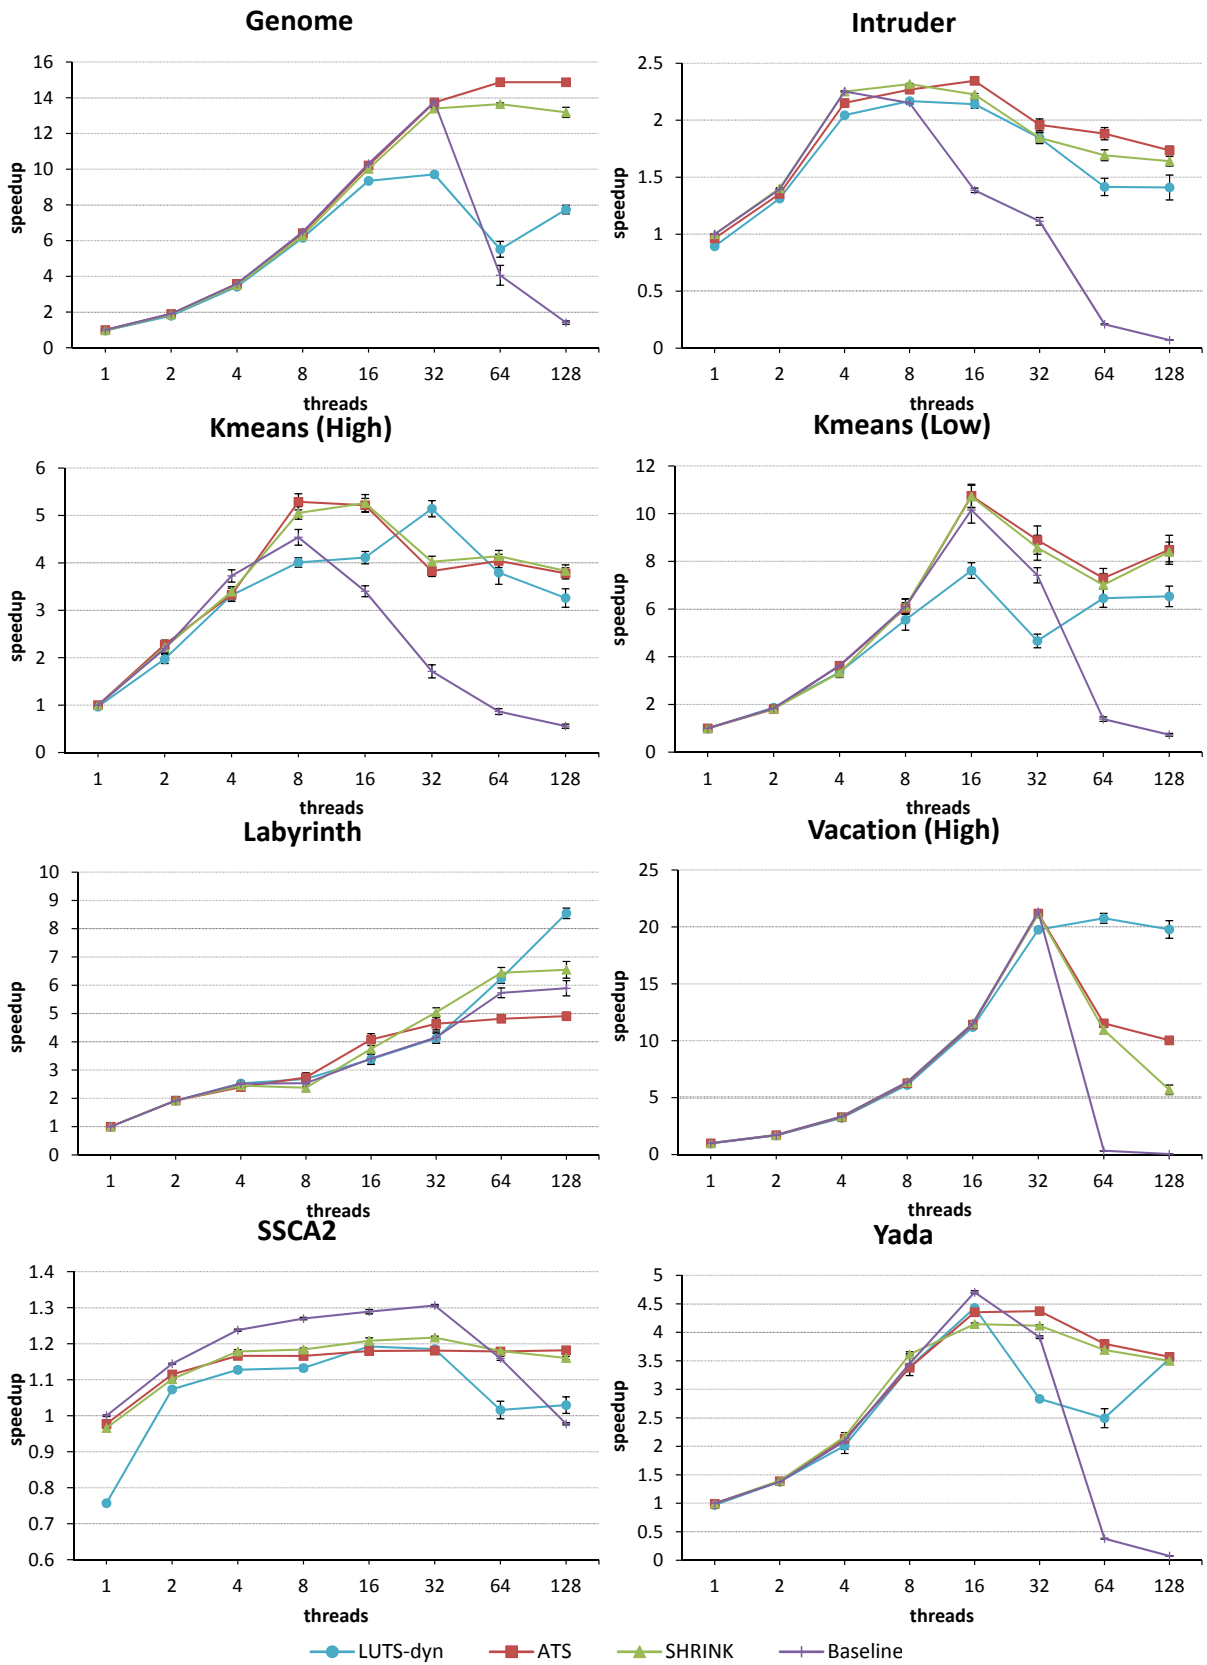 Genome
Intruder
16
14
12
10
8
6
4
2
0
speedup
1 2 4 8 16 32 64 128
threads
2.5
2
1.5
1
0.5
0
speedup
1 2 4 8 16 32 64 128
threads
Kmeans (High)
Kmeans (Low)
6
5
4
3
2
1
0
speedup
1 2 4 8 16 32 64 128
threads
12
10
8
6
4
2
0
speedup
1 2 4 8 16 32 64 128
threads
Labyrinth
Vacation (High)
10
9
8
7
6
5
4
3
2
1
0
speedup
1 2 4 8 16 32 64 128
threads
25
20
15
10
5
0
speedup
1 2 4 8 16 32 64 128
threads
SSCA2
Yada
1.4
1.3
1.2
1.1
1
0.9
0.8
0.7
0.6
speedup
1 2 4 8 16 32 64 128
threads
5
4.5
4
3.5
3
2.5
2
1.5
1
0.5
0
speedup
1 2 4 8 16 32 64 128
threads
LUTS-dyn ATS SHRINK Baseline